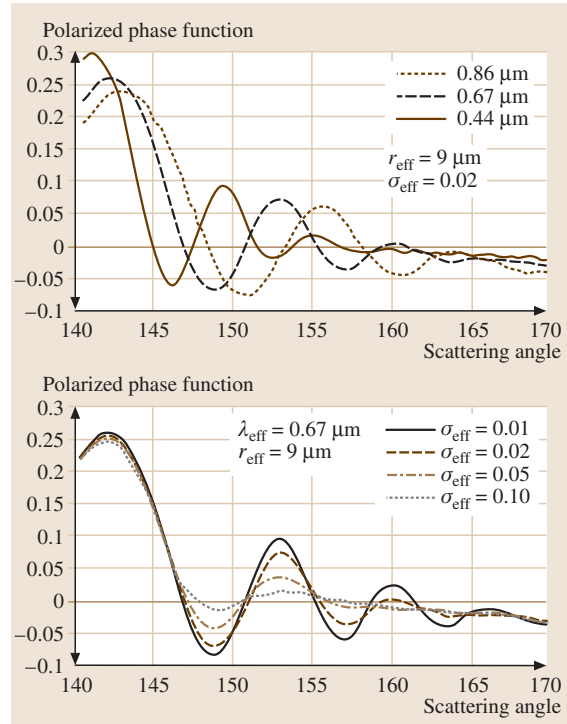 Polarized phase function
0.3
0.25
0.2
0.15
0.1
0.05
0
−0.05
−0.1
0.86 μm
0.67 μm
0.44 μm
r_eff = 9 μm
σ_eff = 0.02
140 145 150 155 160 165 170
Scattering angle
Polarized phase function
0.3
0.25
0.2
0.15
0.1
0.05
0
−0.05
−0.1
λ_eff = 0.67 μm
r_eff = 9 μm
σ_eff = 0.01
σ_eff = 0.02
σ_eff = 0.05
σ_eff = 0.10
140 145 150 155 160 165 170
Scattering angle